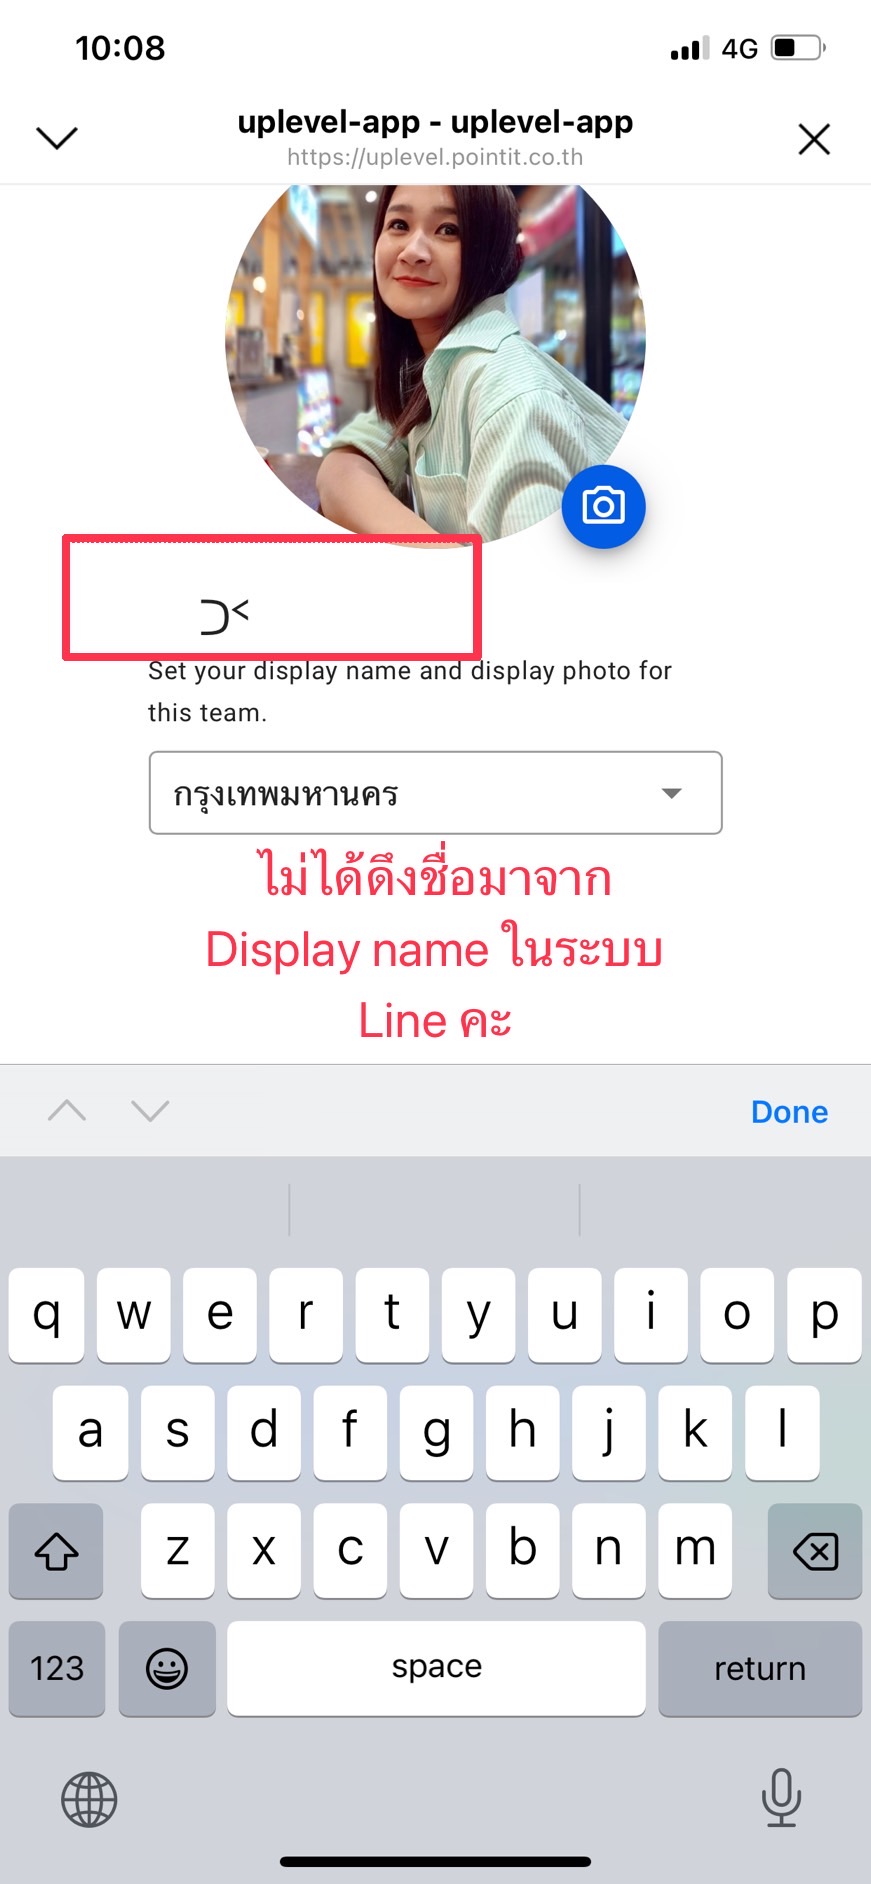 10:08
4G
uplevel-app - uplevel-app
https://uplevel.pointit.co.th
Set your display name and display photo for
this team.
กรุงเทพมหานคร
ไม่ได้ดึงชื่อมาจาก
Display name ในระบบ
Line คะ
Done
q w e r t y u i o p
a s d f g h j k l
z x c v b n m
123 space return